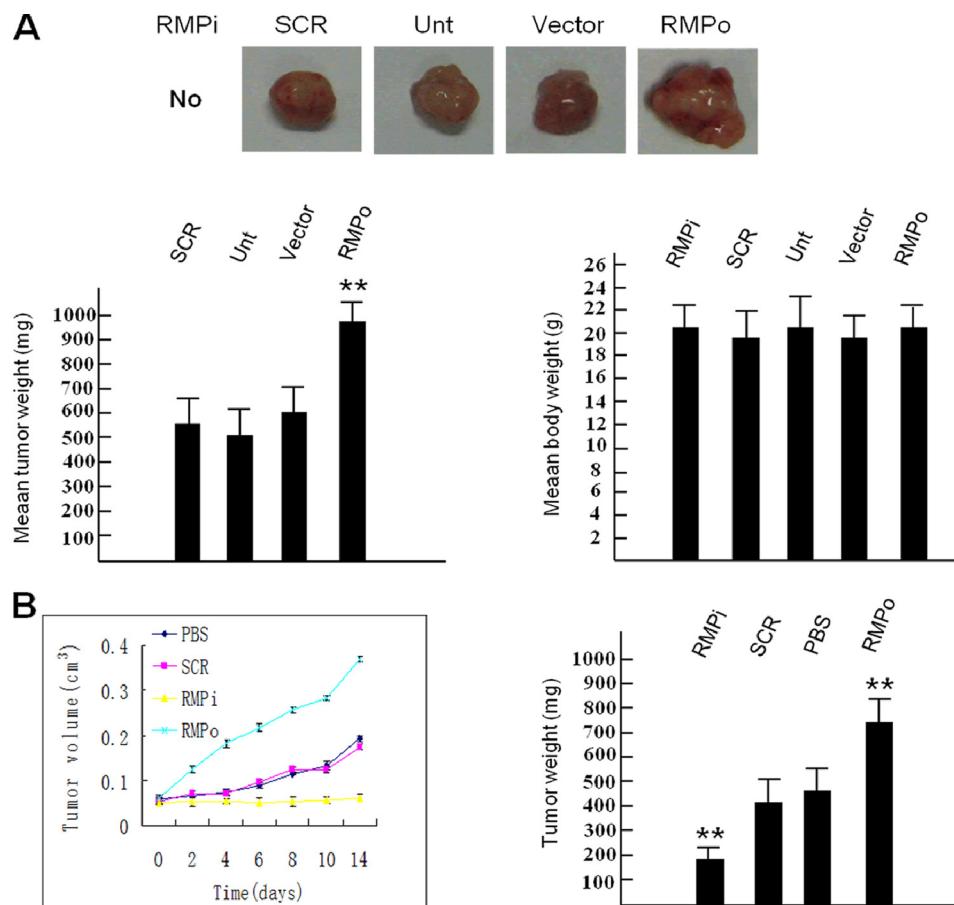 A
RMPi SCR Unt Vector RMPo
No
SCR Unt Vector RMPo
**
Meaan tumor weight (mg)
1000
900
700
600
500
400
300
200
100
RMPi SCR Unt Vector RMPo
Meaan body weight (g)
26
24
22
20
18
16
14
12
10
8
6
4
2
B
PBS
SCR
RMPi
RMPo
Tumor volume(cm³)
0.4
0.3
0.2
0.1
0
0 2 4 6 8 10 14
Time(days)
RMPi SCR PBS RMPo
** **
Tumor weight (mg)
1000
900
800
700
600
500
400
300
200
100